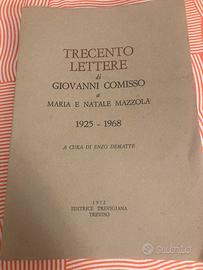 TRECENTO
LETTERE
di
GIOVANNI COMISSO
a
MARIA E NATALE MAZZOLA
1925 - 1968
A CURA DI ENZO DEMATTÈ
1972
EDITRICE TREVIGIANA
TREVISO
Subito.it